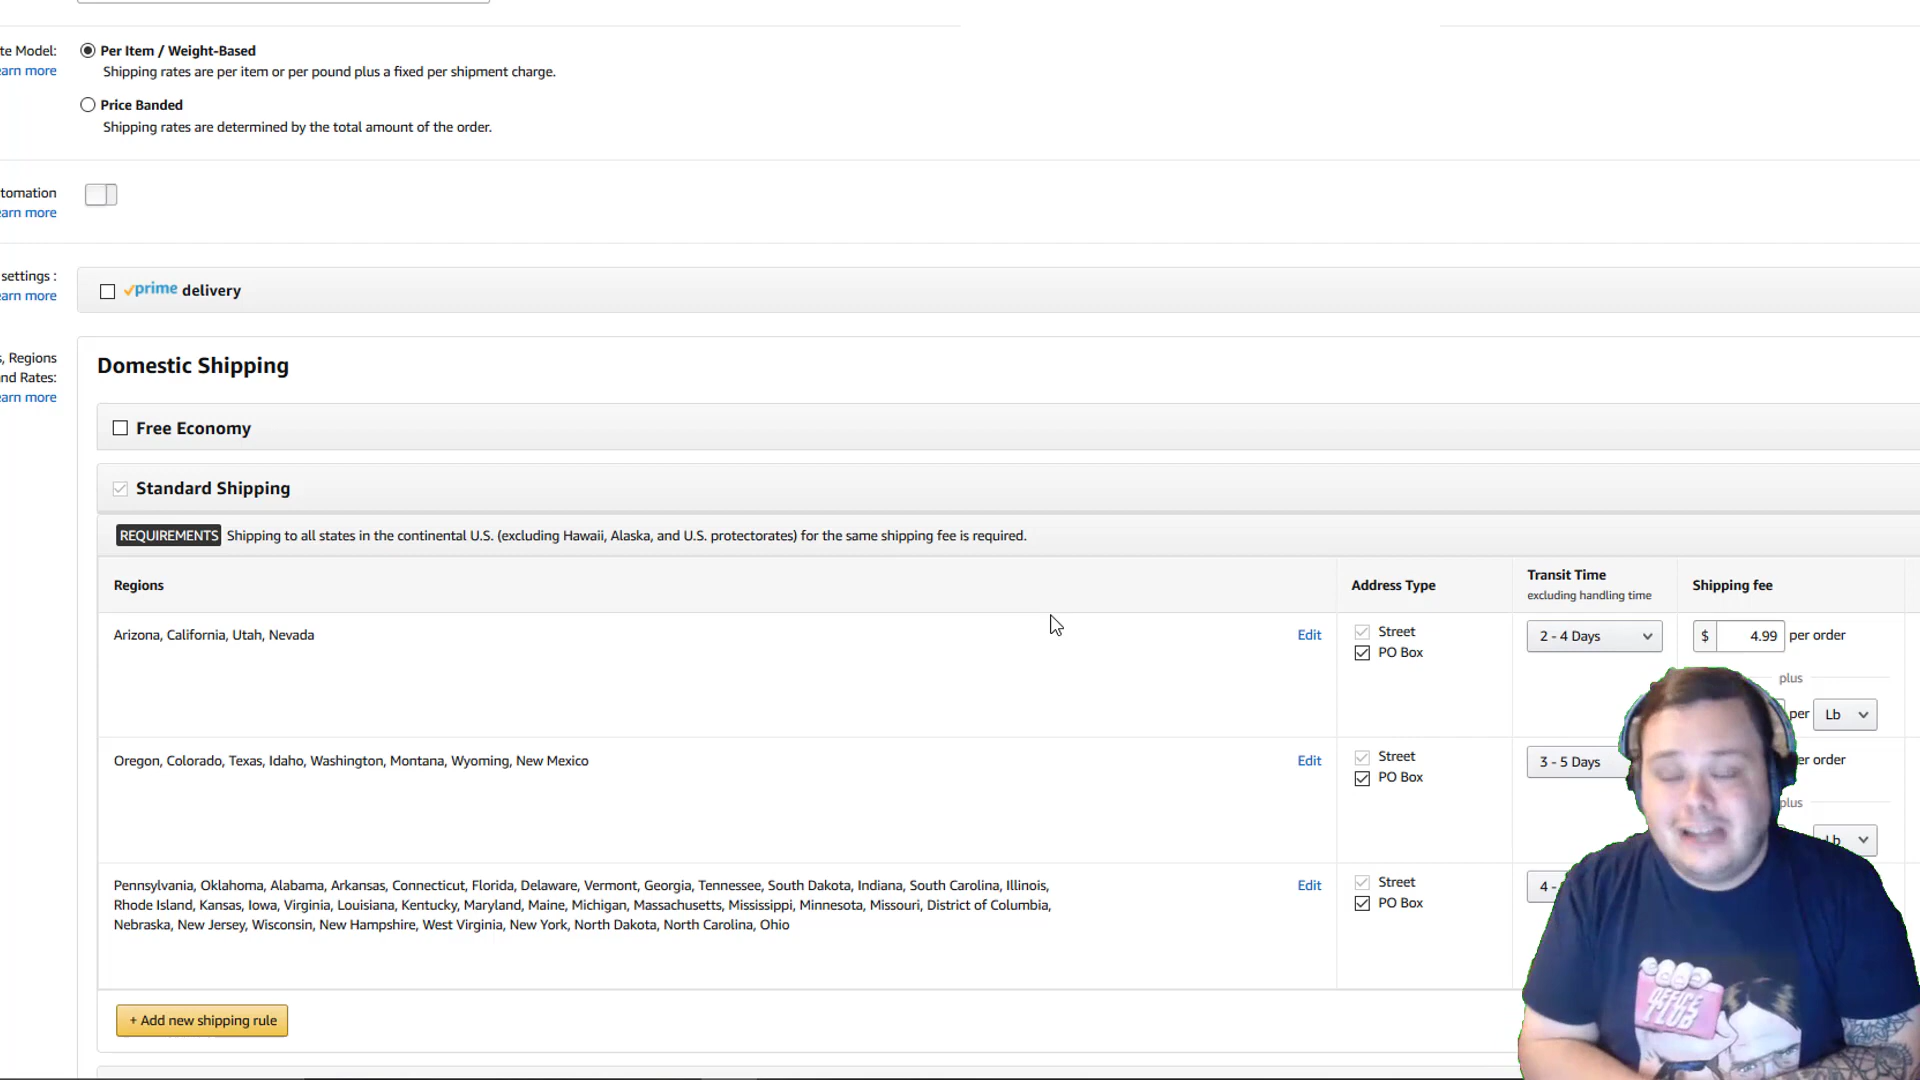 te Model:
Per Item / Weight-Based
earn more
Shipping rates are per item or per pound plus a fixed per shipment charge.
Price Banded
Shipping rates are determined by the total amount of the order.
tomation
earn more
settings :
earn more
prime delivery
s, Regions
and Rates:
earn more
Domestic Shipping
Free Economy
Standard Shipping
REQUIREMENTS Shipping to all states in the continental U.S. (excluding Hawaii, Alaska, and U.S. protectorates) for the same shipping fee is required.
Regions
Address Type
Transit Time
excluding handling time
Shipping fee
Arizona, California, Utah, Nevada
Edit
Street
PO Box
2 - 4 Days
$ 4.99 per order
plus
per Lb
Oregon, Colorado, Texas, Idaho, Washington, Montana, Wyoming, New Mexico
Edit
Street
PO Box
3 - 5 Days
er order
plus
Lb
Pennsylvania, Oklahoma, Alabama, Arkansas, Connecticut, Florida, Delaware, Vermont, Georgia, Tennessee, South Dakota, Indiana, South Carolina, Illinois,
Rhode Island, Kansas, Iowa, Virginia, Louisiana, Kentucky, Maryland, Maine, Michigan, Massachusetts, Mississippi, Minnesota, Missouri, District of Columbia,
Nebraska, New Jersey, Wisconsin, New Hampshire, West Virginia, New York, North Dakota, North Carolina, Ohio
Edit
Street
PO Box
4 -
+ Add new shipping rule
OFFICE
CLUB